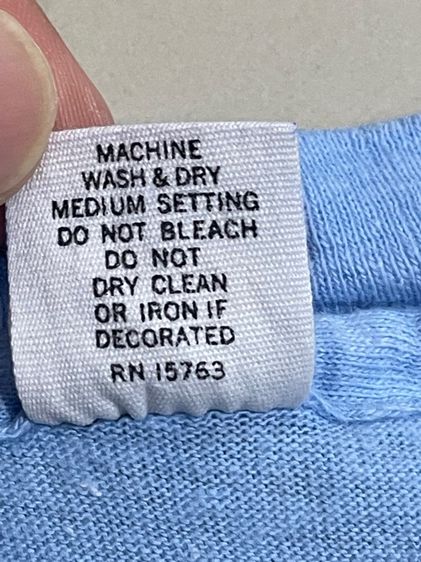 MACHINE
WASH & DRY
MEDIUM SETTING
DO NOT BLEACH
DO NOT
DRY CLEAN
OR IRON IF
DECORATED
RN 15763